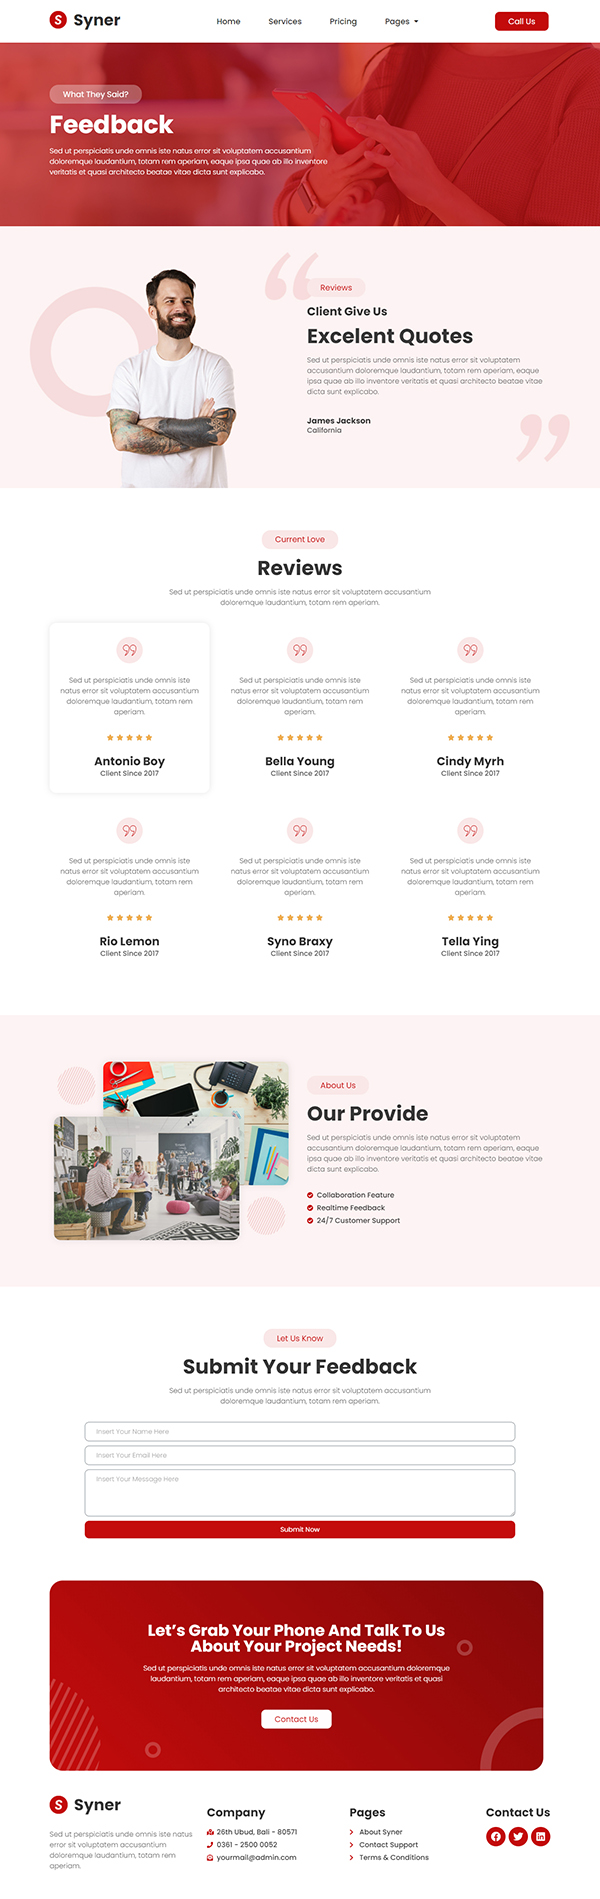 Syner
Home
Services
Pricing
Pages
Call Us
What They Said?
Feedback
Sed ut perspiciatis unde omnis iste natus error sit voluptatem accusantium
doloremque laudantium, totam rem aperiam, eaque ipsa quae ab illo inventore
veritatis et quasi architecto beatae vitae dicta sunt explicabo.
Reviews
Client Give Us
Excelent Quotes
Sed ut perspiciatis unde omnis iste natus error sit voluptatem
accusantium doloremque laudantium, totam rem aperiam, eaque
ipsa quae ab illo inventore veritatis et quasi architecto beatae vitae
dicta sunt explicabo.
James Jackson
California
Current Love
Reviews
Sed ut perspiciatis unde omnis iste natus error sit voluptatem accusantium
doloremque laudantium, totam rem aperiam.
Sed ut perspiciatis unde omnis iste
natus error sit voluptatem accusantium
doloremque laudantium, totam rem
aperiam.
Antonio Boy
Client Since 2017
Sed ut perspiciatis unde omnis iste
natus error sit voluptatem accusantium
doloremque laudantium, totam rem
aperiam.
Bella Young
Client Since 2017
Sed ut perspiciatis unde omnis iste
natus error sit voluptatem accusantium
doloremque laudantium, totam rem
aperiam.
Cindy Myrh
Client Since 2017
Sed ut perspiciatis unde omnis iste
natus error sit voluptatem accusantium
doloremque laudantium, totam rem
aperiam.
Rio Lemon
Client Since 2017
Sed ut perspiciatis unde omnis iste
natus error sit voluptatem accusantium
doloremque laudantium, totam rem
aperiam.
Syno Braxy
Client Since 2017
Sed ut perspiciatis unde omnis iste
natus error sit voluptatem accusantium
doloremque laudantium, totam rem
aperiam.
Tella Ying
Client Since 2017
About Us
Our Provide
Sed ut perspiciatis unde omnis iste natus error sit voluptatem
accusantium doloremque laudantium, totam rem aperiam, eaque
ipsa quae ab illo inventore veritatis et quasi architecto beatae vitae
dicta sunt explicabo.
Collaboration Feature
Realtime Feedback
24/7 Customer Support
Let Us Know
Submit Your Feedback
Sed ut perspiciatis unde omnis iste natus error sit voluptatem accusantium
doloremque laudantium, totam rem aperiam.
Insert Your Name Here
Insert Your Email Here
Insert Your Message Here
Submit Now
Let's Grab Your Phone And Talk To Us
About Your Project Needs!
Sed ut perspiciatis unde omnis iste natus error sit voluptatem accusantium doloremque
laudantium, totam rem aperiam, eaque ipsa quae ab illo inventore veritatis et quasi
architecto beatae vitae dicta sunt explicabo.
Contact Us
Syner
Sed ut perspiciatis unde omnis iste natus
error sit voluptatem accusantium
doloremque laudantium, totam rem
aperiam.
Company
26th Ubud, Bali - 80571
0361 - 2500 0052
yourmail@admin.com
Pages
About Syner
Contact Support
Terms & Conditions
Contact Us